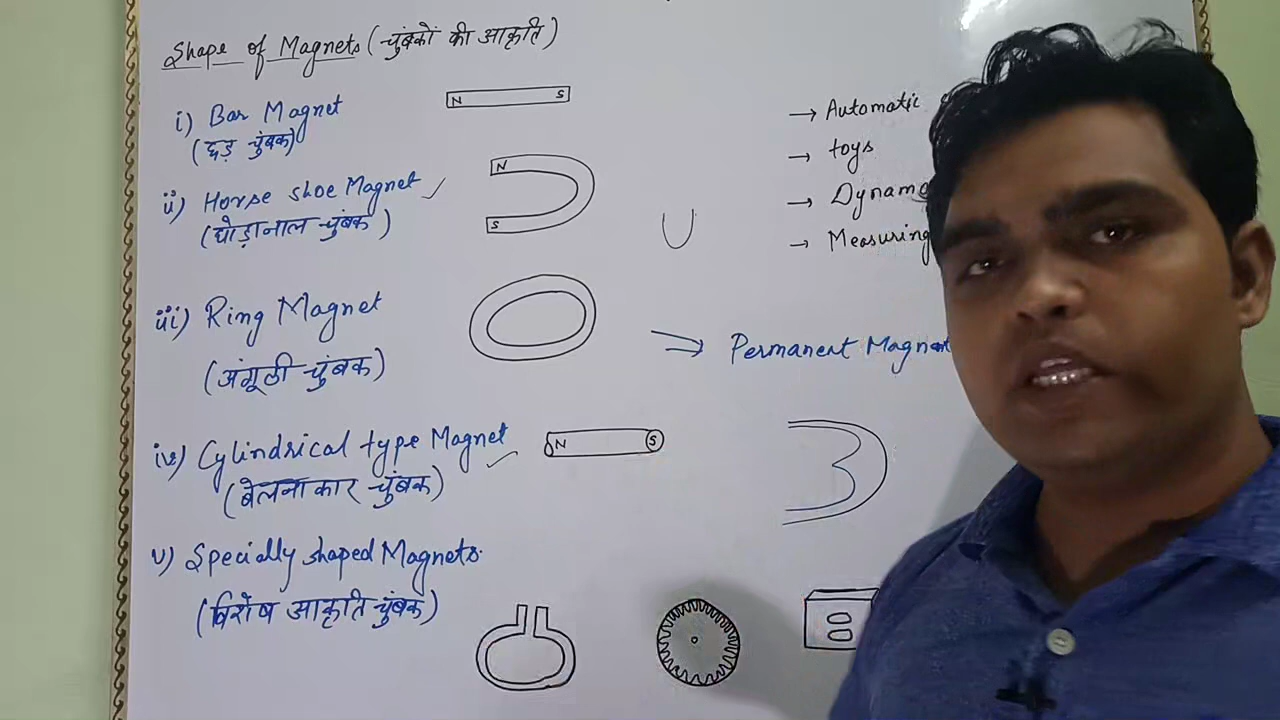 Shape of Magnets (चुंबकों की आकृति)
i) Bar Magnet
(छड़ चुंबक)
N S
ii) Horse shoe Magnet ✓
(घोड़ानाल चुंबक)
N
S
→ Automatic
→ toys
→ Dynamo
→ Measuring
iii) Ring Magnet
(अंगूठी चुंबक)
⇒ Permanent Magnet
iv) Cylindrical type Magnet ✓
(बेलनाकार चुंबक)
N S
v) Specially shaped Magnets.
(विशेष आकृति चुंबक)